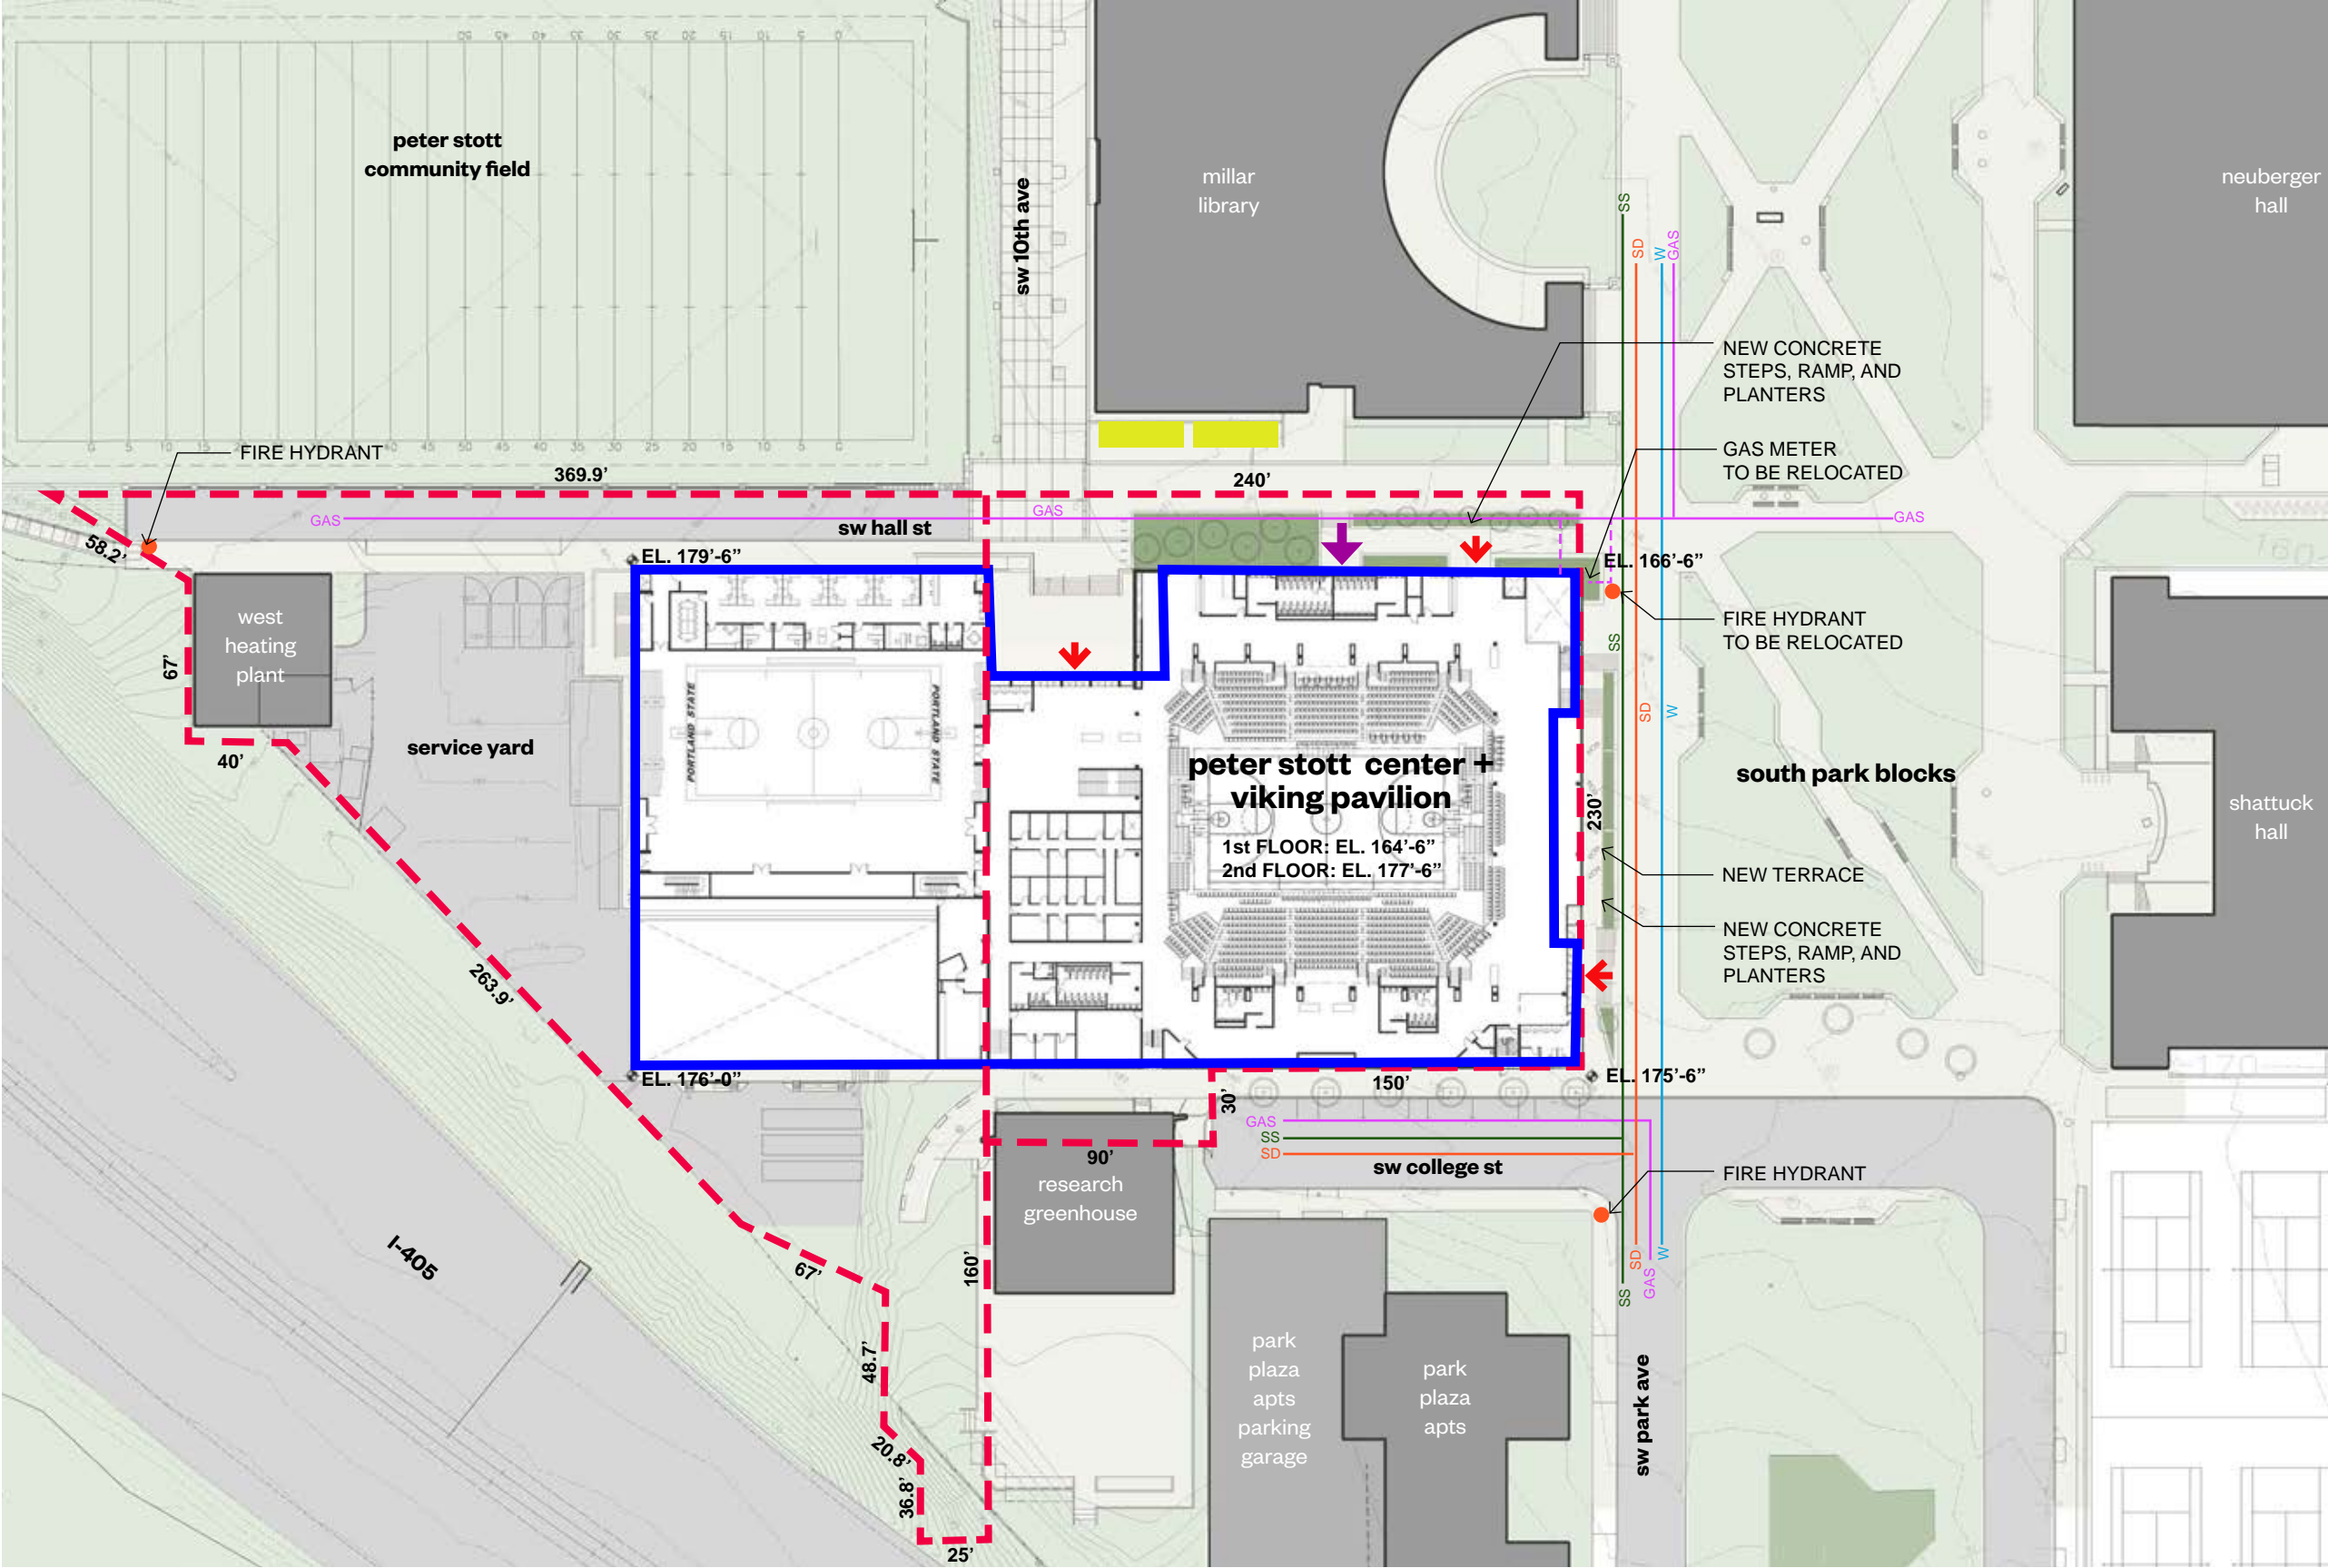 peter stott
community field
sw 10th ave
millar
library
neuberger
hall
SS
SD
W
GAS
NEW CONCRETE
STEPS, RAMP, AND
PLANTERS
GAS METER
TO BE RELOCATED
FIRE HYDRANT
369.9’
240’
GAS
GAS
GAS
sw hall st
58.2’
EL. 179’-6”
EL. 166’-6”
west
heating
plant
67’
40’
service yard
FIRE HYDRANT
TO BE RELOCATED
SS
SD
W
PORTLAND STATE
PORTLAND STATE
peter stott center +
viking pavilion
1st FLOOR: EL. 164’-6”
2nd FLOOR: EL. 177’-6”
230’
south park blocks
shattuck
hall
NEW TERRACE
NEW CONCRETE
STEPS, RAMP, AND
PLANTERS
263.9’
EL. 176’-0”
150’
EL. 175’-6”
30’
GAS
SS
SD
90’
sw college st
FIRE HYDRANT
research
greenhouse
I-405
67’
160’
SD
W
GAS
SS
48.7’
20.8’
36.8’
25’
park
plaza
apts
parking
garage
park
plaza
apts
sw park ave